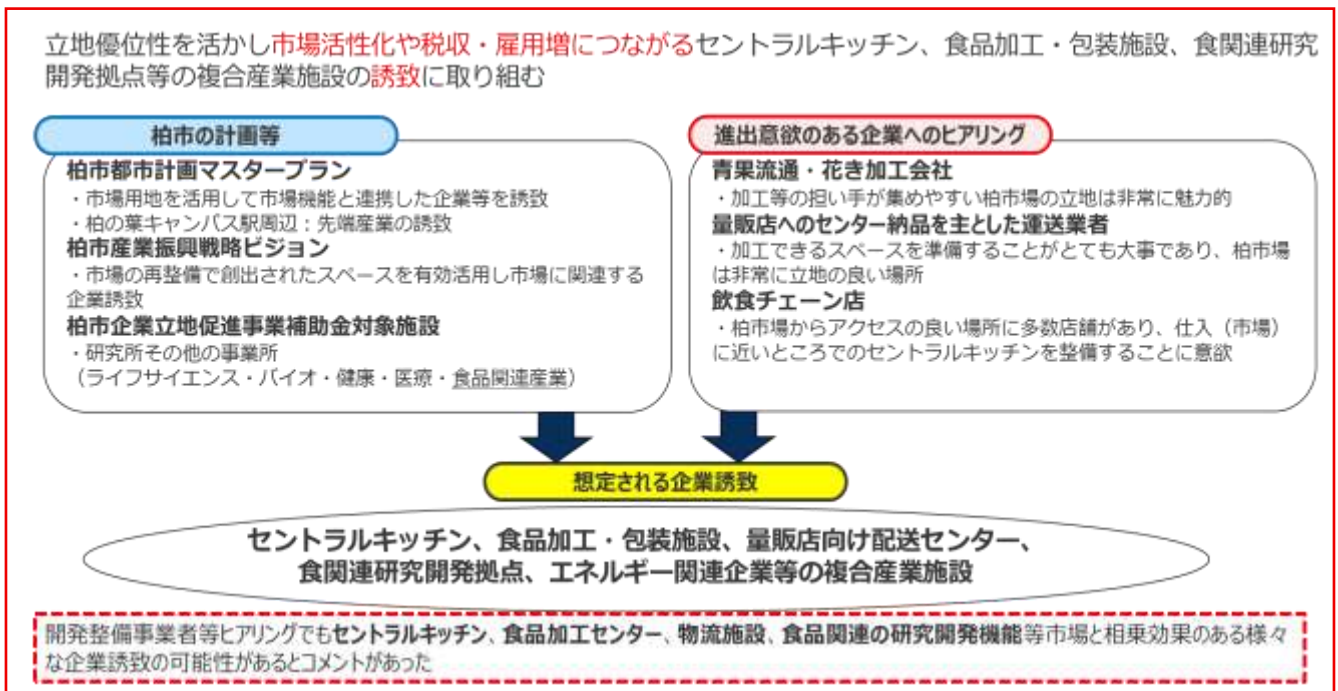 立地優位性を活かし市場活性化や税収・雇用増につながるセントラルキッチン、食品加工・包装施設、食関連研究
開発拠点等の複合産業施設の誘致に取り組む
柏市の計画等
柏市都市計画マスタープラン
・市場用地を活用して市場機能と連携した企業等を誘致
・柏の葉キャンパス駅周辺：先端産業の誘致
柏市産業振興戦略ビジョン
・市場の再整備で創出されたスペースを有効活用し市場に関連する
企業誘致
柏市企業立地促進事業補助金対象施設
・研究所その他の事業所
（ライフサイエンス・バイオ・健康・医療・食品関連産業）
進出意欲のある企業へのヒアリング
青果流通・花き加工会社
・加工等の担い手が集めやすい柏市場の立地は非常に魅力的
量販店へのセンター納品を主とした運送業者
・加工できるスペースを準備することがとても大事であり、柏市場
は非常に立地の良い場所
飲食チェーン店
・柏市場からアクセスの良い場所に多数店舗があり、仕入（市場）
に近いところでのセントラルキッチンを整備することに意欲
想定される企業誘致
セントラルキッチン、食品加工・包装施設、量販店向け配送センター、
食関連研究開発拠点、エネルギー関連企業等の複合産業施設
開発整備事業者等ヒアリングでもセントラルキッチン、食品加工センター、物流施設、食品関連の研究開発機能等市場と相乗効果のある様々
な企業誘致の可能性があるとコメントがあった